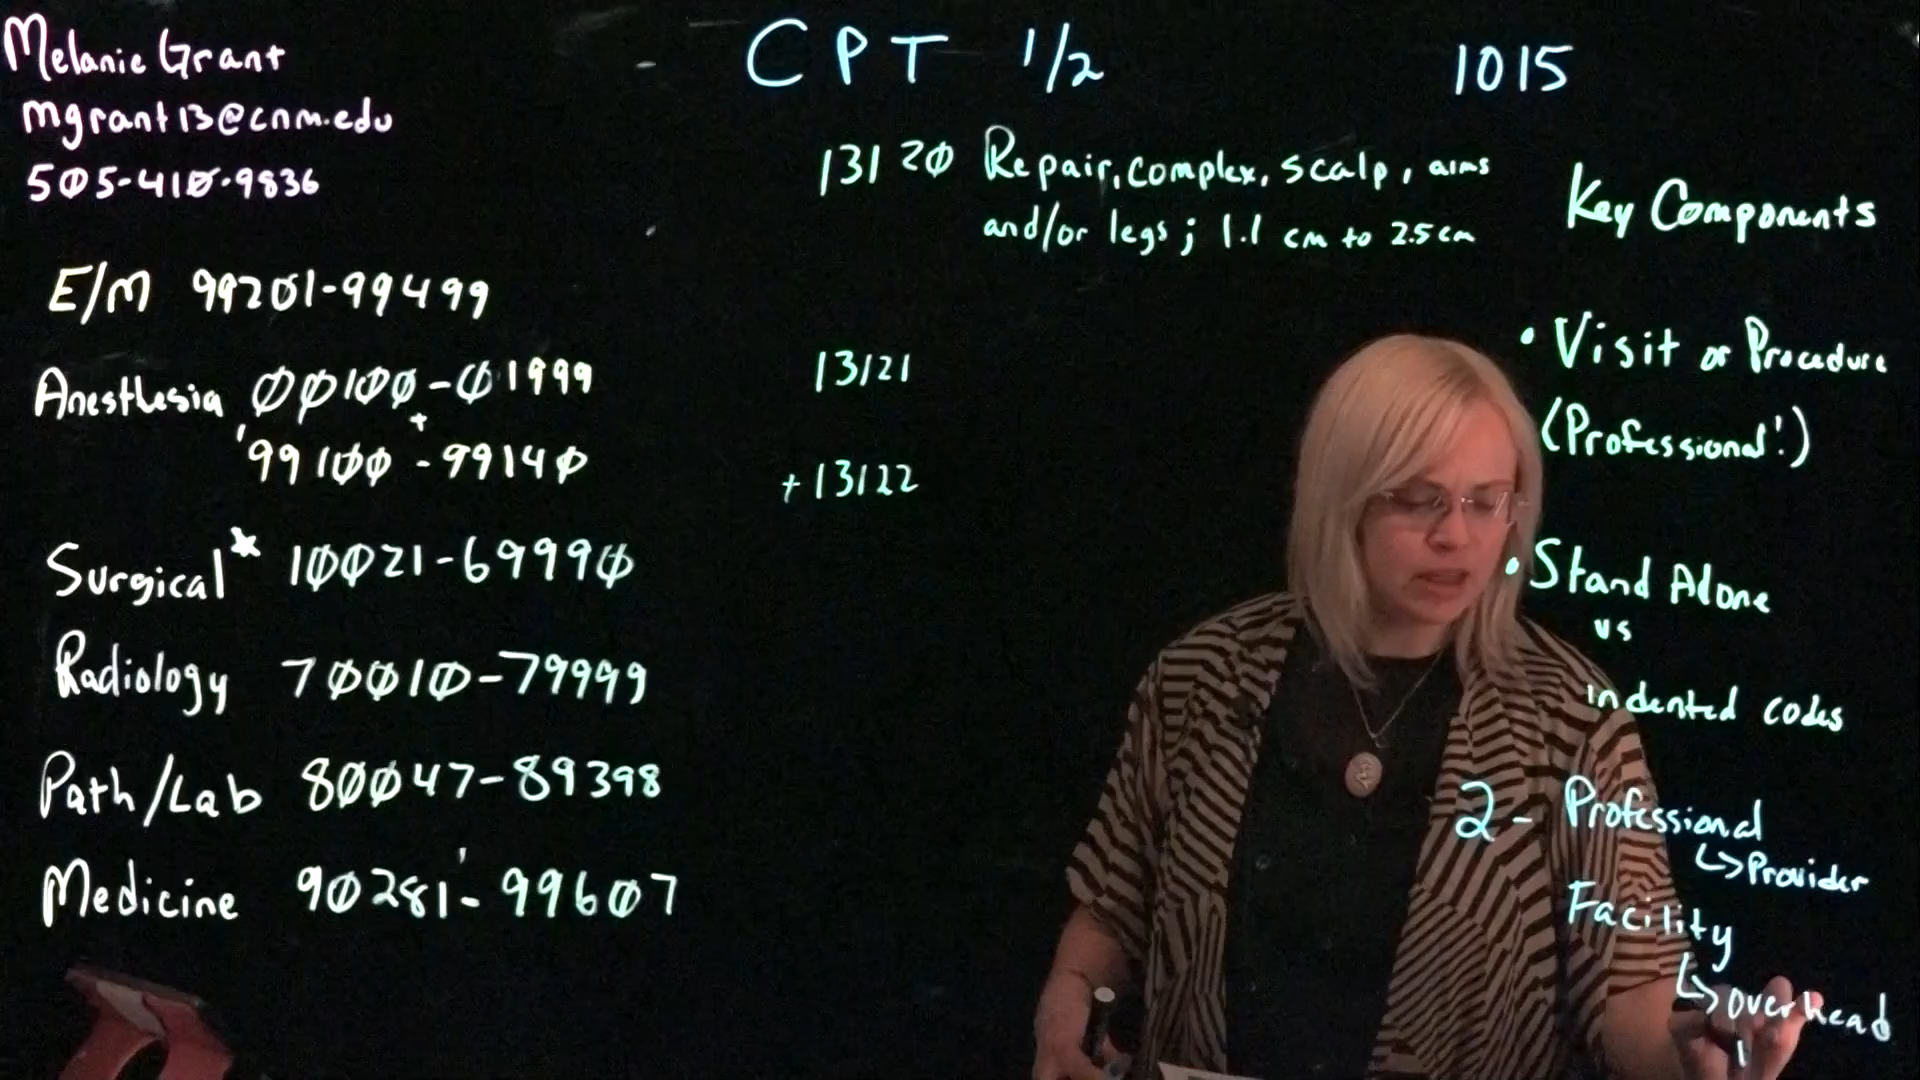 Melanie Grant
mgrant13@cnm.edu
505-410-9836
E/M 99201-99499
Anesthesia 00100-01999
+
99100-99140
Surgical* 10021-69990
Radiology 70010-79999
Path/Lab 80047-89398
Medicine 90281-99607
CPT 1/2
13120 Repair, complex, scalp, arms
and/or legs; 1.1 cm to 2.5 cm
13121
+13122
1015
Key Components
• Visit or Procedure
(Professional!)
• Stand Alone
vs
indented codes
2- Professional
↳ Provider
Facility
↳ overhead